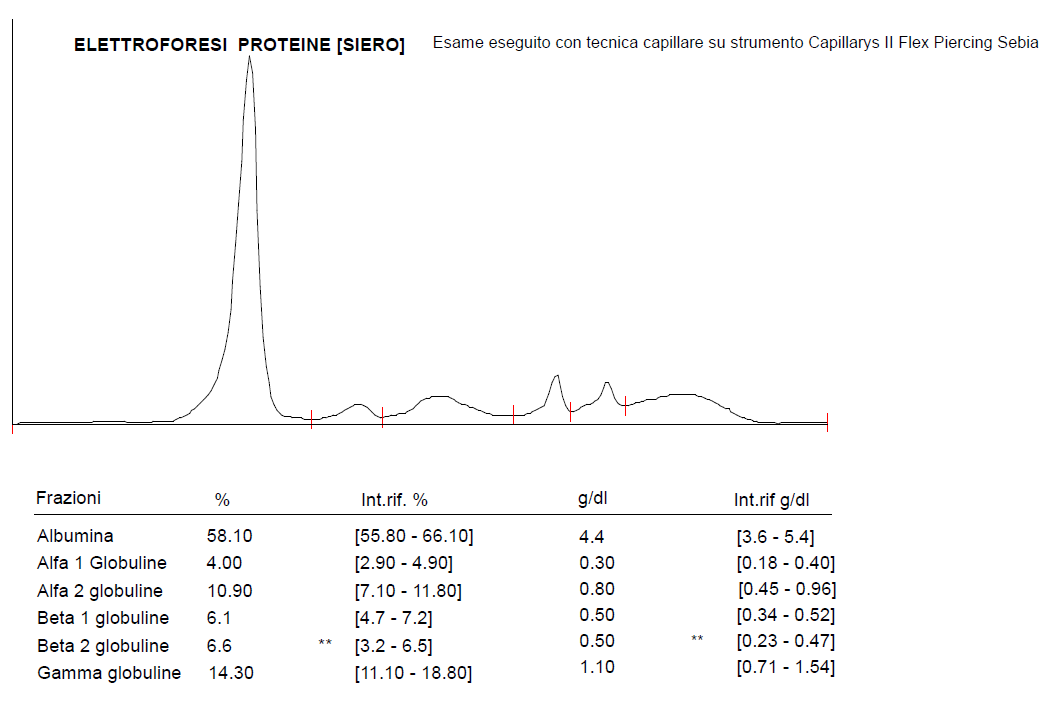 ELETTROFORESI PROTEINE [SIERO] Esame eseguito con tecnica capillare su strumento Capillarys II Flex Piercing Sebia
Frazioni % Int.rif. % g/dl Int.rif g/dl
Albumina 58.10 [55.80 - 66.10] 4.4 [3.6 - 5.4]
Alfa 1 Globuline 4.00 [2.90 - 4.90] 0.30 [0.18 - 0.40]
Alfa 2 globuline 10.90 [7.10 - 11.80] 0.80 [0.45 - 0.96]
Beta 1 globuline 6.1 [4.7 - 7.2] 0.50 [0.34 - 0.52]
Beta 2 globuline 6.6 ** [3.2 - 6.5] 0.50 ** [0.23 - 0.47]
Gamma globuline 14.30 [11.10 - 18.80] 1.10 [0.71 - 1.54]